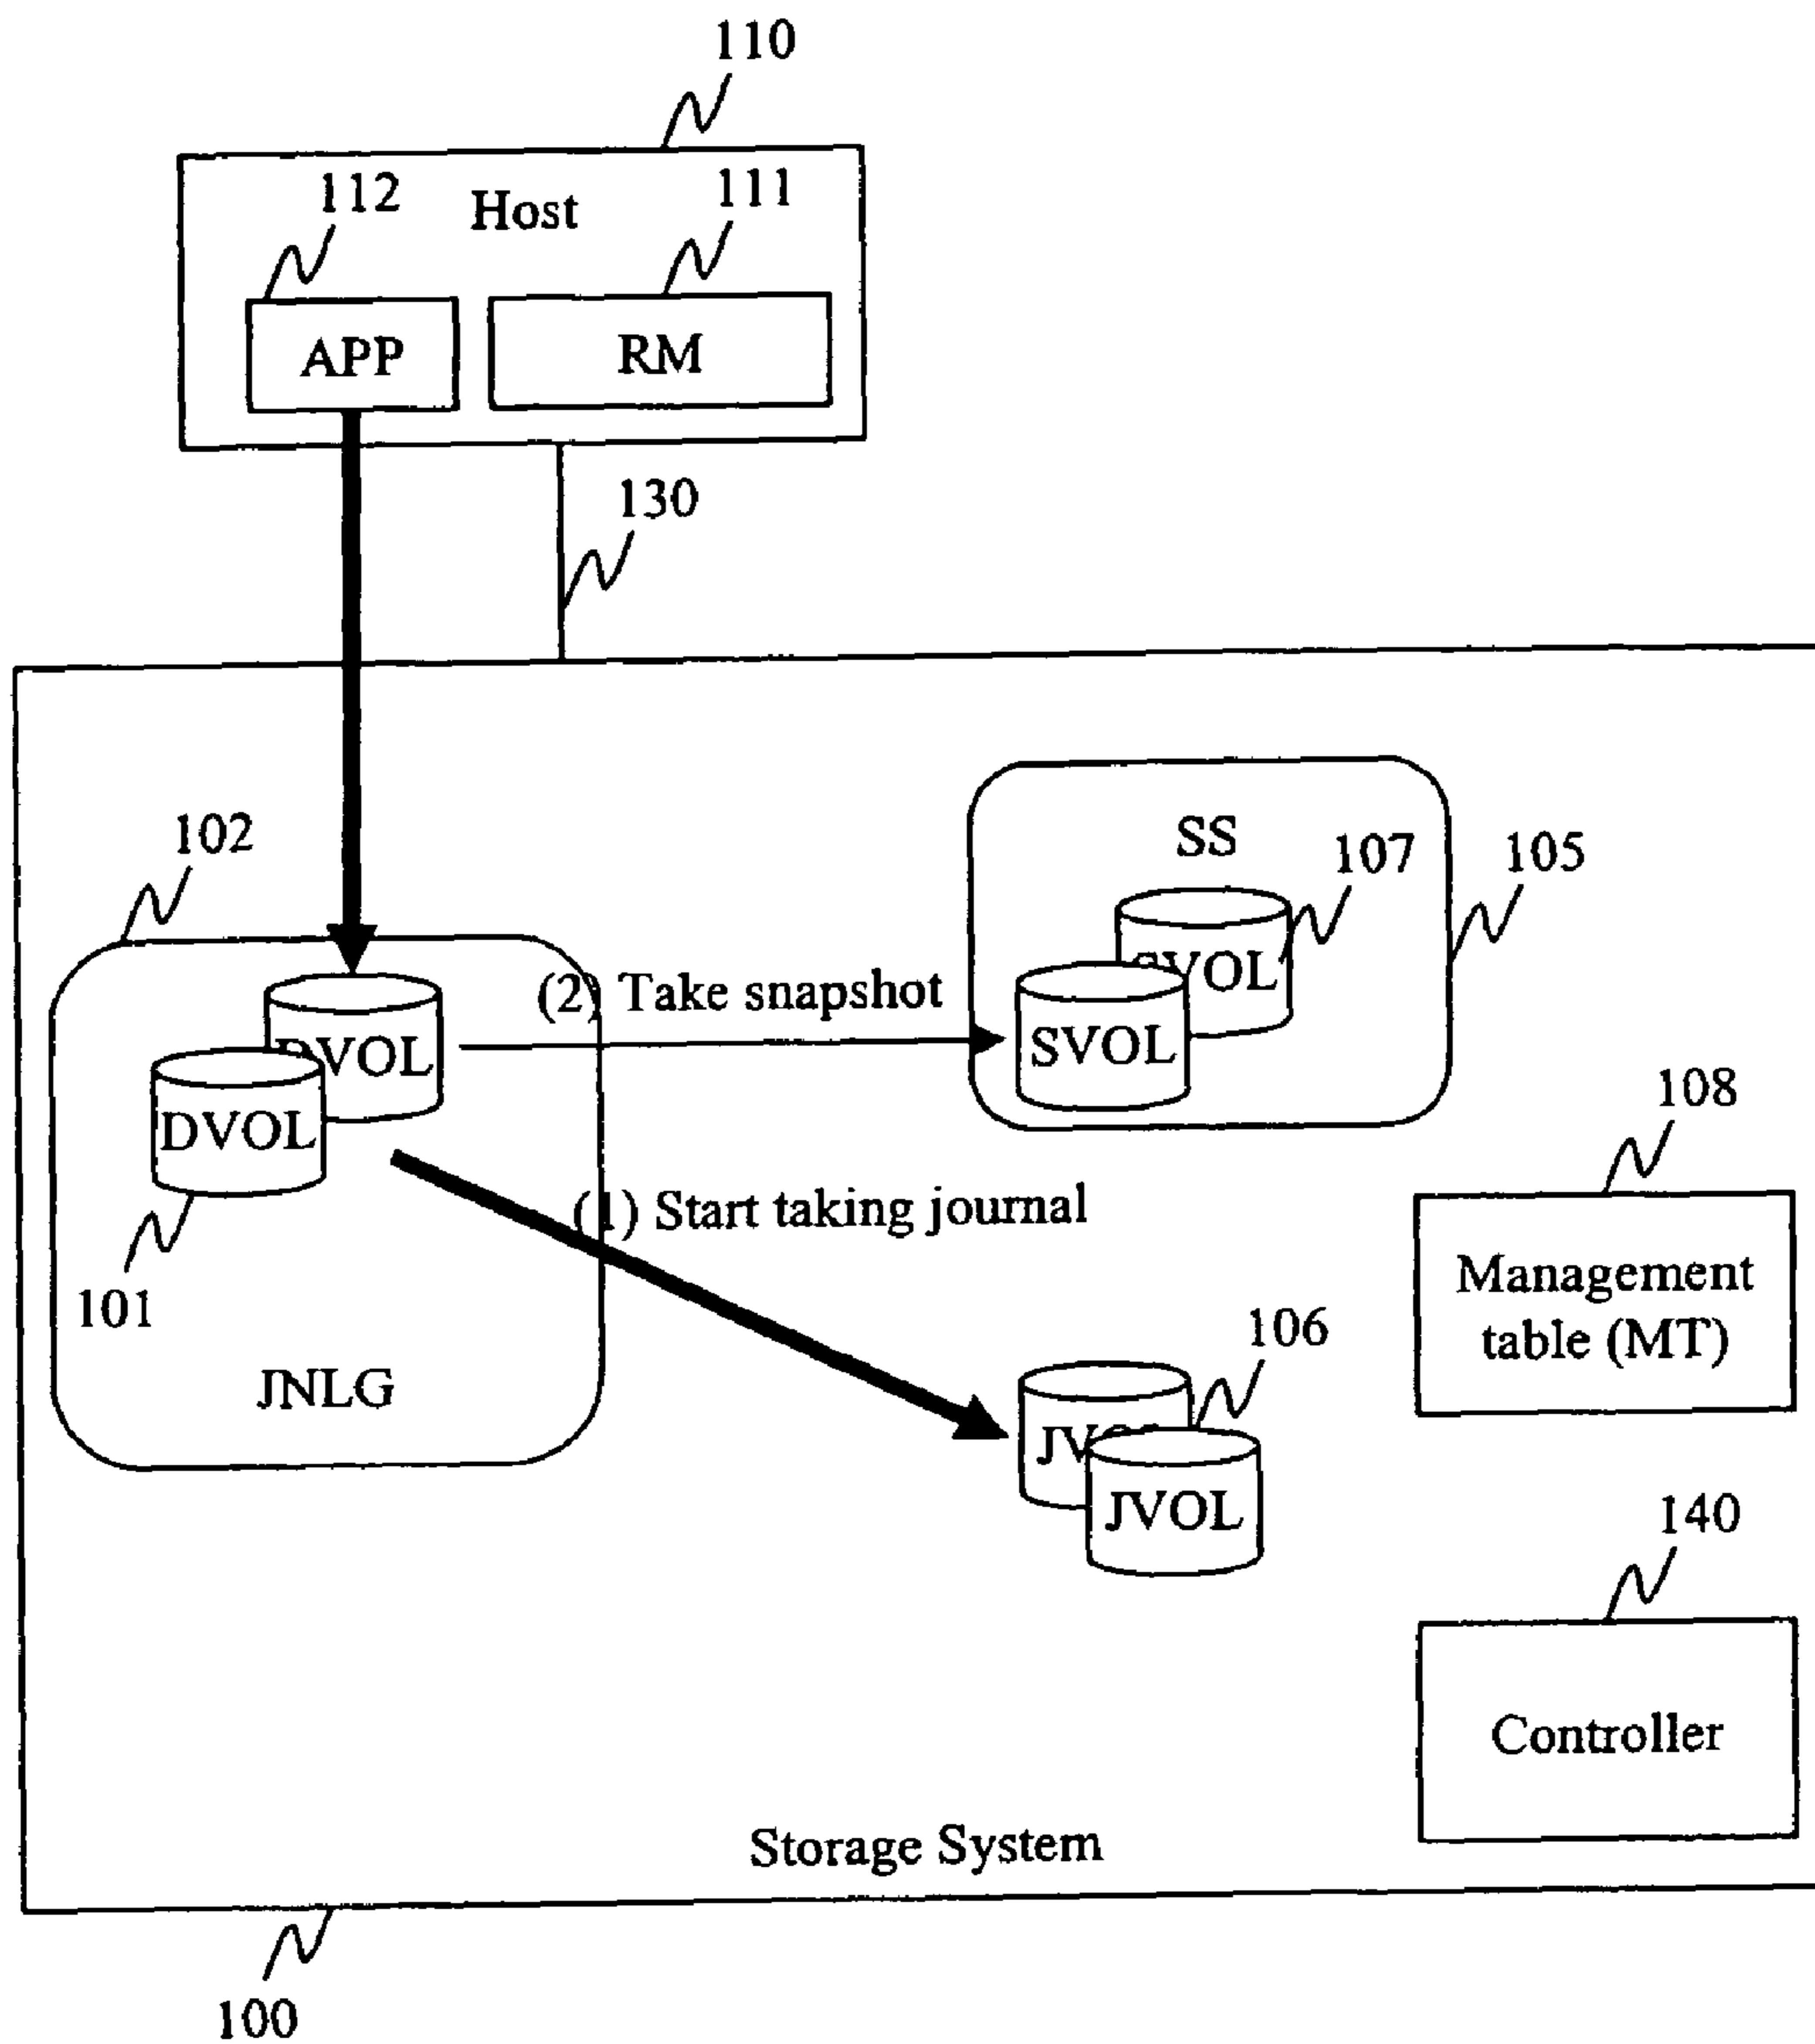 110
112
Host
111
APP
RM
130
102
SS
107
105
SVOL
(2) Take snapshot
DVOL
SVOL
108
DVOL
(1) Start taking journal
101
Management
table (MT)
106
JNLG
JVOL
140
Controller
Storage System
100